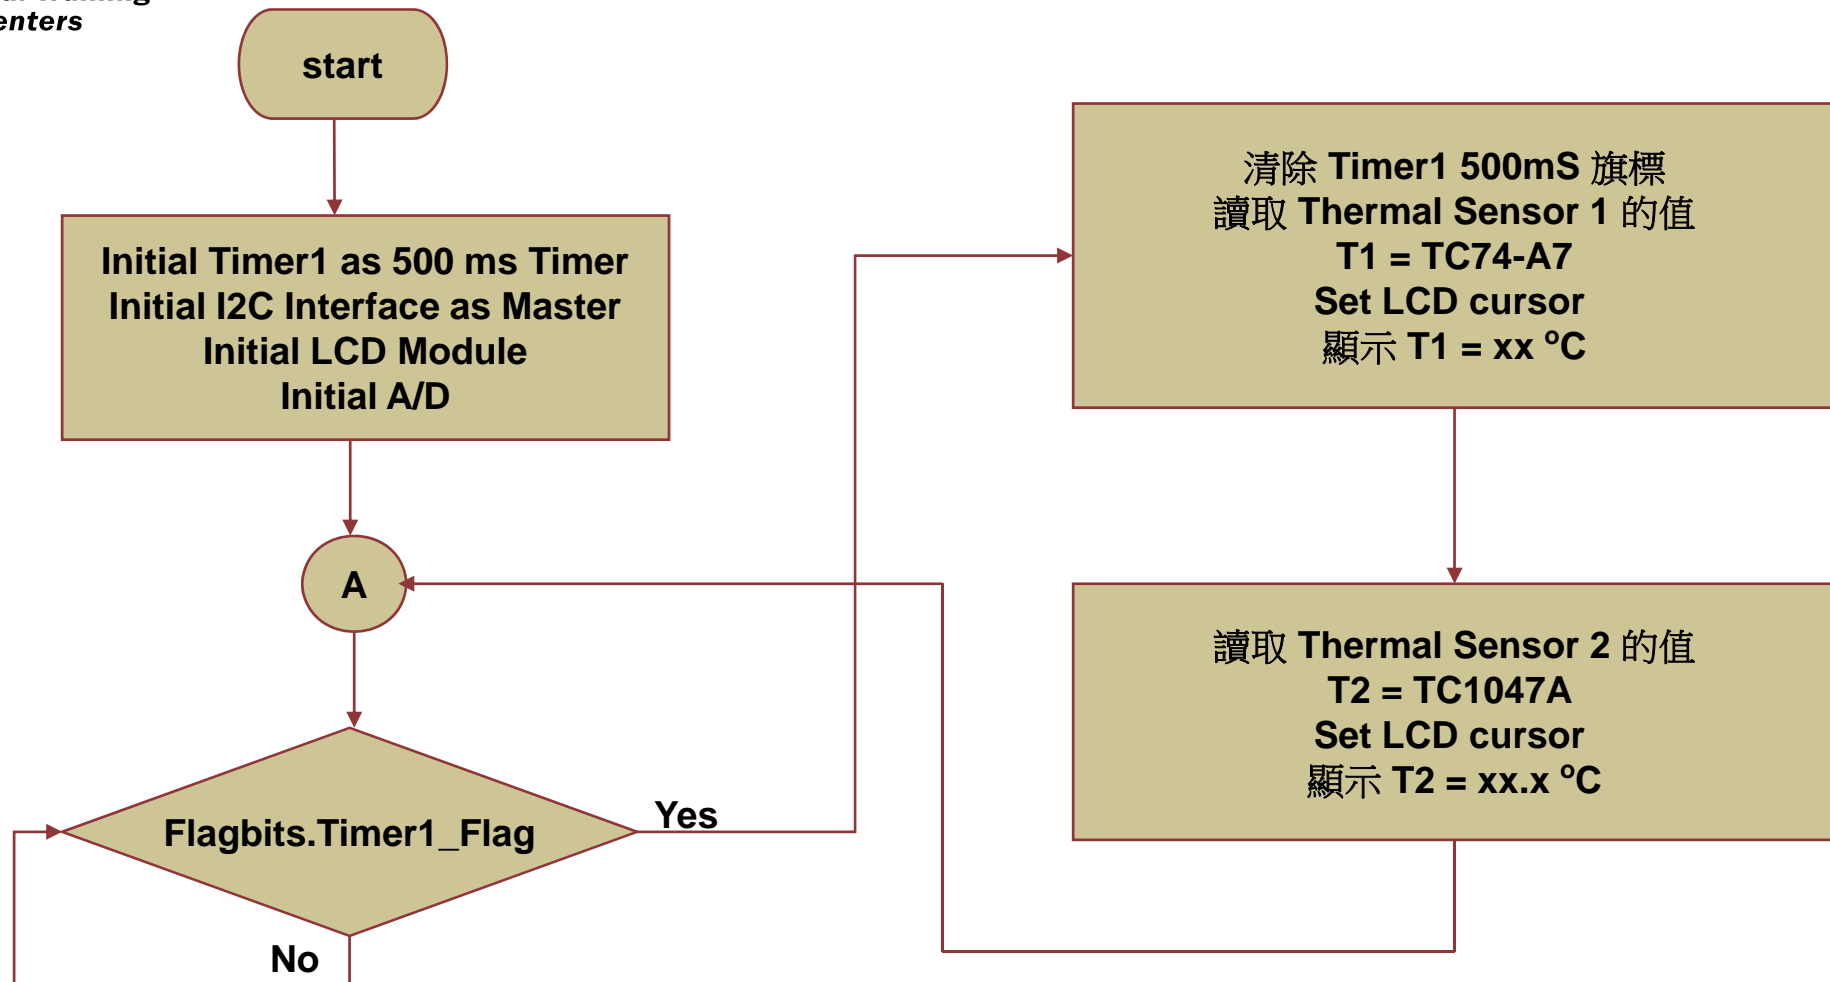 enters
start
Initial Timer1 as 500 ms Timer
Initial I2C Interface as Master
Initial LCD Module
Initial A/D
A
Flagbits.Timer1_Flag
Yes
No
清除 Timer1 500mS 旗標
讀取 Thermal Sensor 1 的值
T1 = TC74-A7
Set LCD cursor
顯示 T1 = xx ºC
讀取 Thermal Sensor 2 的值
T2 = TC1047A
Set LCD cursor
顯示 T2 = xx.x ºC